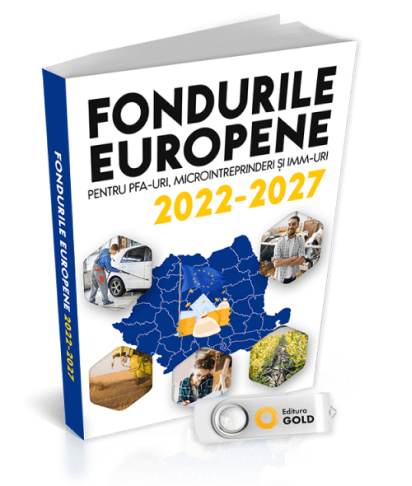 FONDURILE
EUROPENE
PENTRU PFA-URI, MICROINTREPRINDERI ȘI IMM-URI
2022-2027
FONDURILE EUROPENE 2022-2027
Editura
GOLD